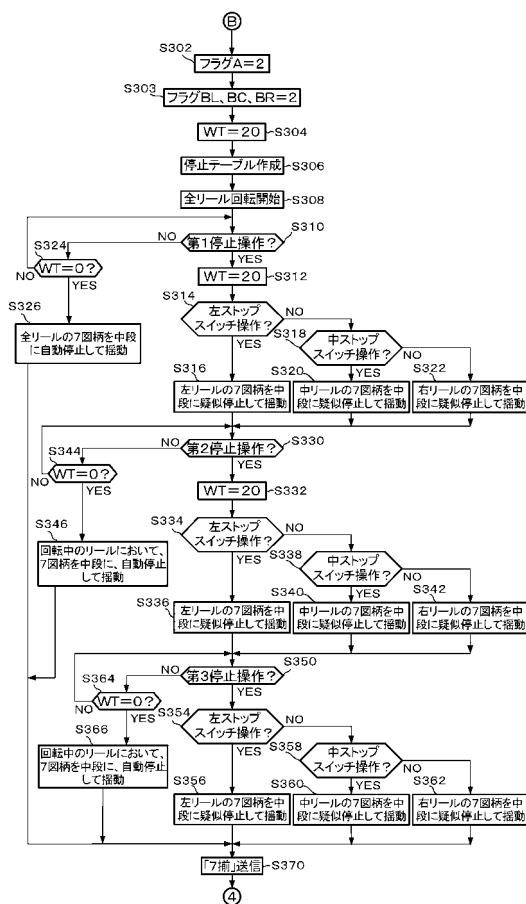 B
S302
フラグA=2
S303
フラグBL、BC、BR=2
WT=20
S304
停止テーブル作成
S306
全リール回転開始
S308
S310
第1停止操作?
NO
YES
S324
WT=0?
NO
YES
WT=20
S312
S326
全リールの7図柄を中段
に自動停止して揺動
S314
左ストップ
スイッチ操作?
NO
YES
S318
中ストップ
スイッチ操作?
NO
YES
S316
左リールの7図柄を中
段に疑似停止して揺動
S320
中リールの7図柄を中
段に疑似停止して揺動
S322
右リールの7図柄を中
段に疑似停止して揺動
S330
第2停止操作?
NO
YES
S344
WT=0?
NO
YES
WT=20
S332
S346
回転中のリールにおいて、
7図柄を中段に、自動停止
して揺動
S334
左ストップ
スイッチ操作?
NO
YES
S338
中ストップ
スイッチ操作?
NO
YES
S336
左リールの7図柄を中
段に疑似停止して揺動
S340
中リールの7図柄を中
段に疑似停止して揺動
S342
右リールの7図柄を中
段に疑似停止して揺動
S350
第3停止操作?
NO
YES
S364
WT=0?
NO
YES
S354
左ストップ
スイッチ操作?
NO
YES
S358
中ストップ
スイッチ操作?
NO
YES
S366
回転中のリールにおいて、
7図柄を中段に、自動停止
して揺動
S356
左リールの7図柄を中
段に疑似停止して揺動
S360
中リールの7図柄を中
段に疑似停止して揺動
S362
右リールの7図柄を中
段に疑似停止して揺動
「7揃」送信
S370
4